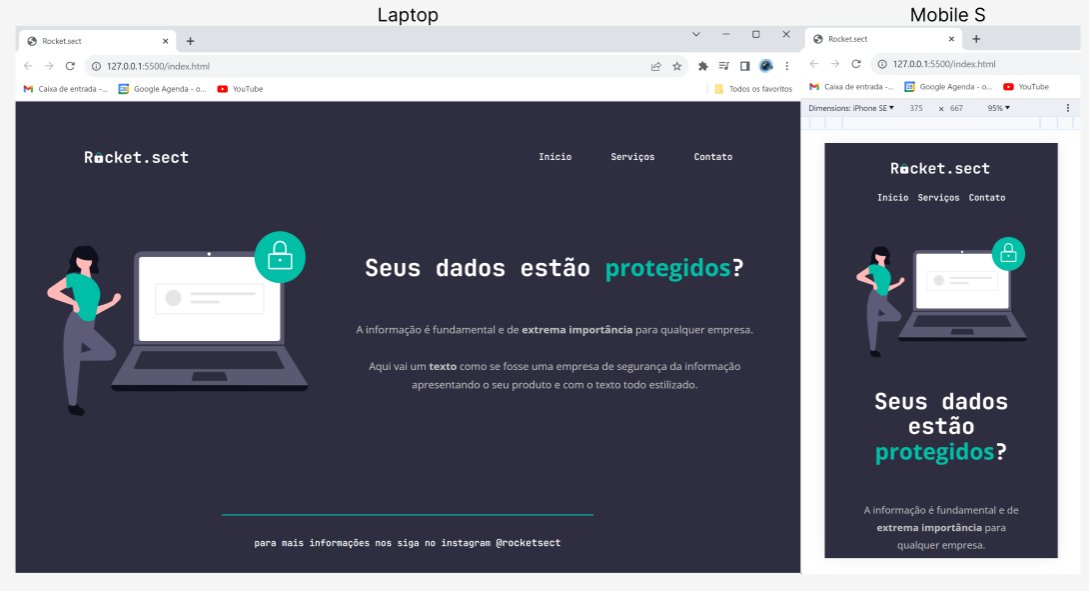 Laptop
Mobile S
Rocket.sect
127.0.0.1:5500/index.html
Caixa de entrada -...
Google Agenda - o...
YouTube
Todos os favoritos
Rocket.sect
Início
Serviços
Contato
Seus dados estão protegidos?
A informação é fundamental e de extrema importância para qualquer empresa.
Aqui vai um texto como se fosse uma empresa de segurança da informação
apresentando o seu produto e com o texto todo estilizado.
para mais informações nos siga no instagram @rocketsect
Rocket.sect
127.0.0.1:5500/index.html
Caixa de entrada -...
Google Agenda - o...
YouTube
Dimensions: iPhone SE ▼ 375 x 667 95% ▼
Rocket.sect
Início Serviços Contato
Seus dados
estão
protegidos?
A informação é fundamental e de
extrema importância para
qualquer empresa.